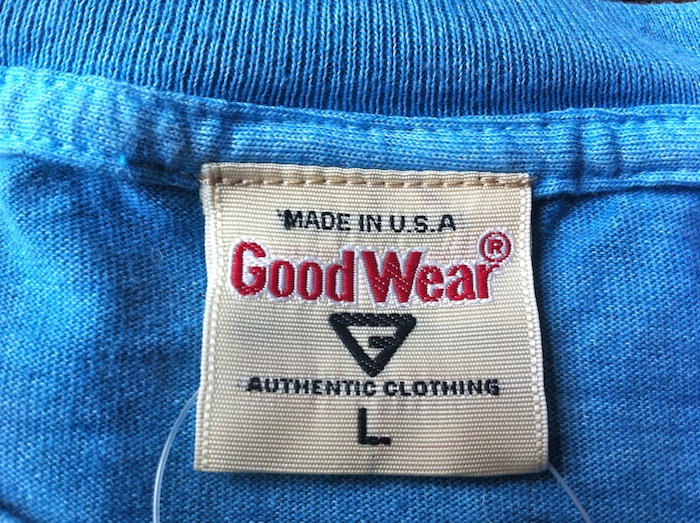 MADE IN U.S.A
Good Wear®
G
AUTHENTIC CLOTHING
L